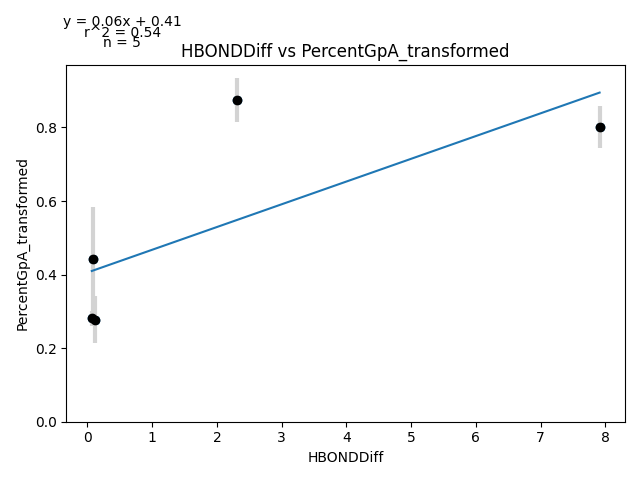 y = 0.06x + 0.41
r^2 = 0.54
n = 5
HBONDDiff vs PercentGpA_transformed
PercentGpA_transformed
0.8
0.6
0.4
0.2
0.0
0 1 2 3 4 5 6 7 8
HBONDDiff